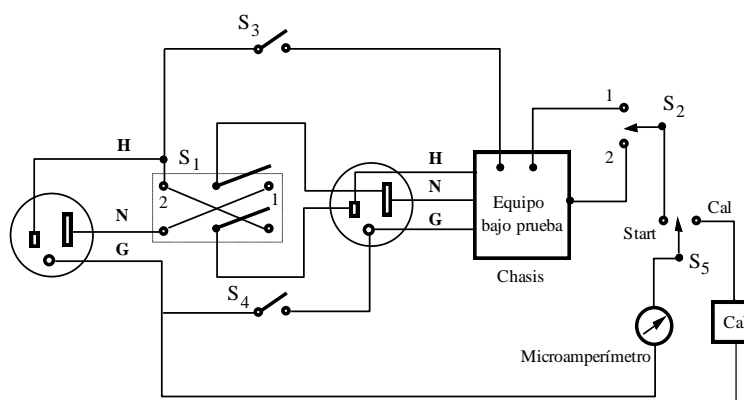 S3
H
S1
2
1
N
G
S4
H
N
G
Equipo
bajo prueba
Chasis
1
2
S2
Start
Cal
S5
Microamperímetro
Cal